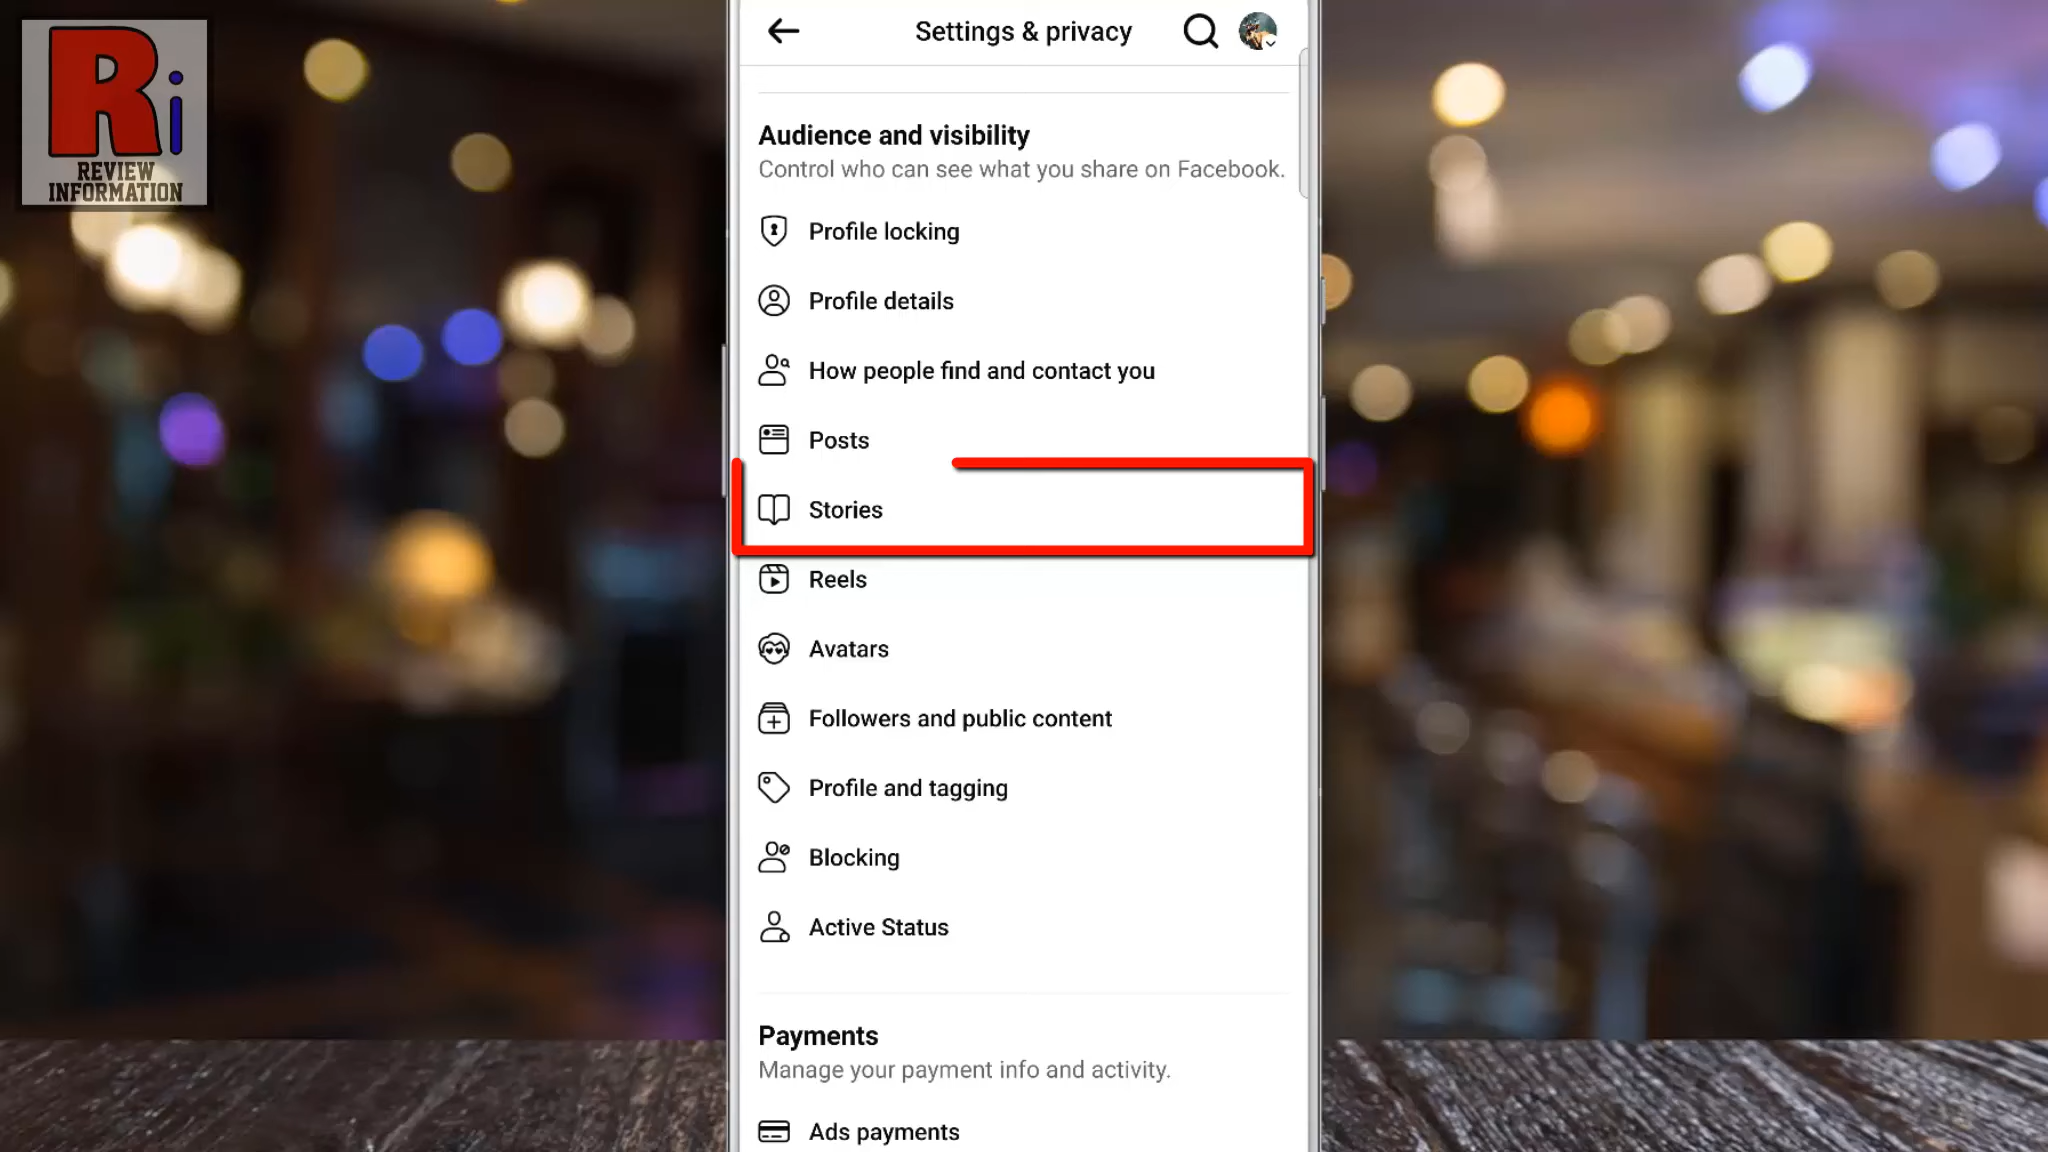 Ri
REVIEW
INFORMATION
Settings & privacy
Audience and visibility
Control who can see what you share on Facebook.
Profile locking
Profile details
How people find and contact you
Posts
Stories
Reels
Avatars
Followers and public content
Profile and tagging
Blocking
Active Status
Payments
Manage your payment info and activity.
Ads payments